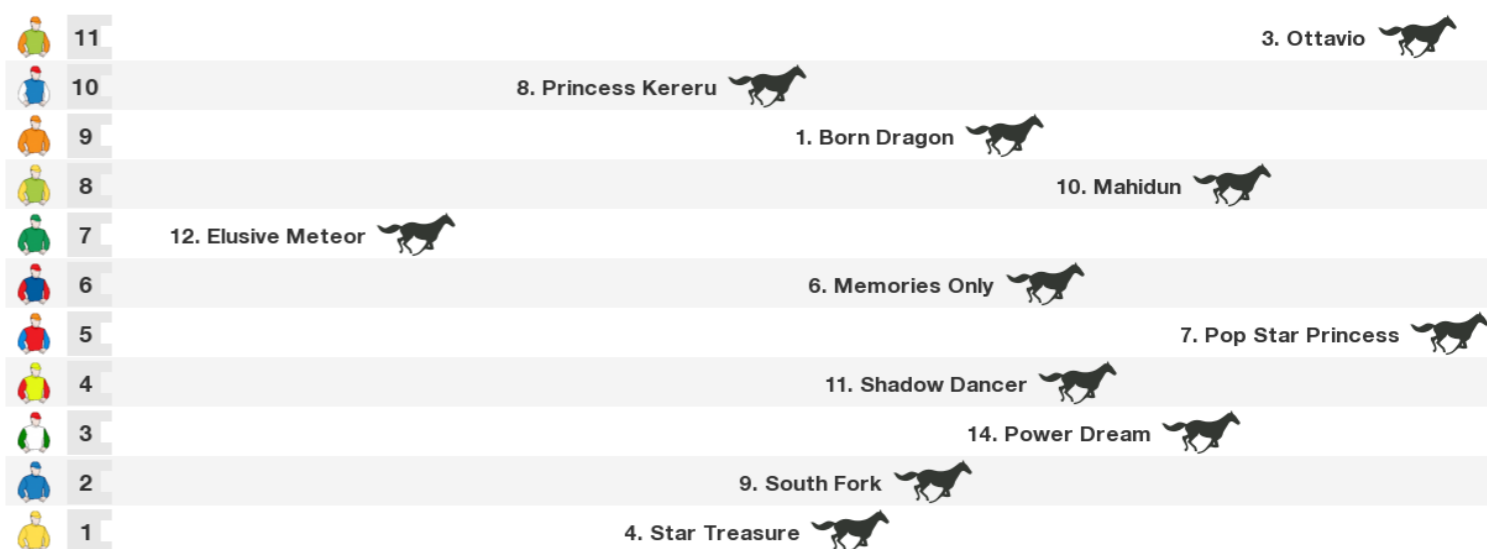 11 3. Ottavio
10 8. Princess Kereru
9 1. Born Dragon
8 10. Mahidun
7 12. Elusive Meteor
6 6. Memories Only
5 7. Pop Star Princess
4 11. Shadow Dancer
3 14. Power Dream
2 9. South Fork
1 4. Star Treasure